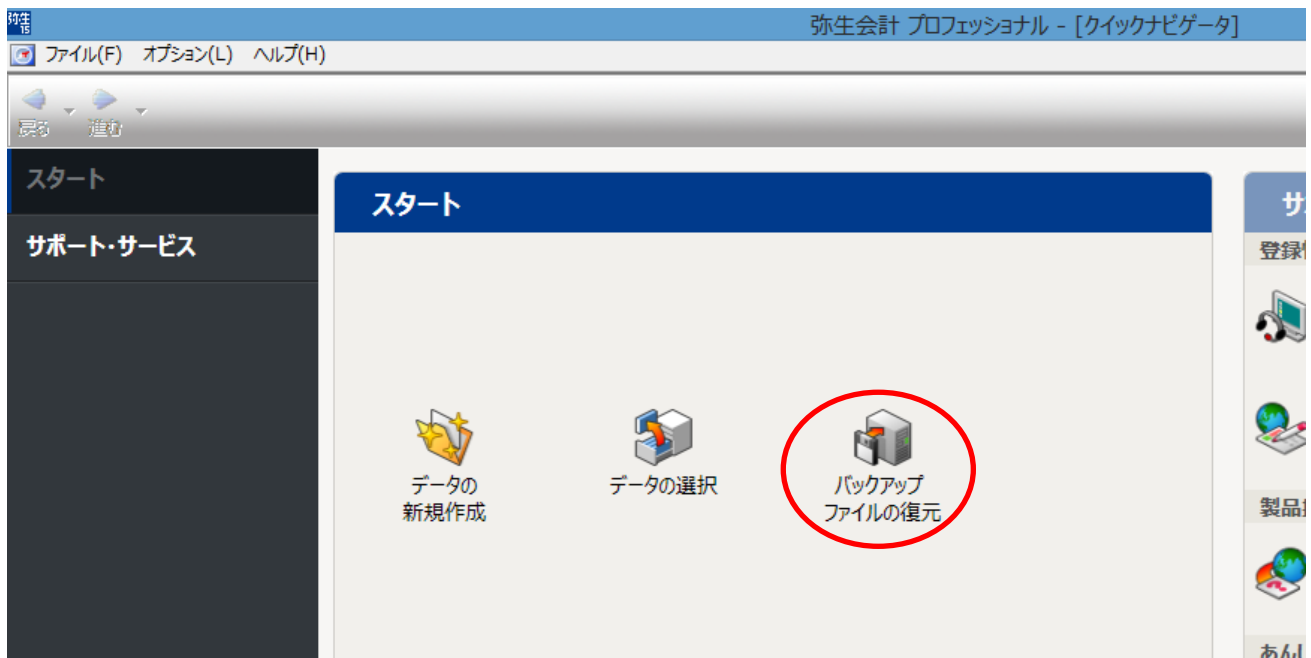 弥生
15
弥生会計 プロフェッショナル - [クイックナビゲータ]
ファイル(F) オプション(L) ヘルプ(H)
戻る 進む
スタート
サポート・サービス
スタート
データの
新規作成
データの選択
バックアップ
ファイルの復元
サ
登録
製品
あん